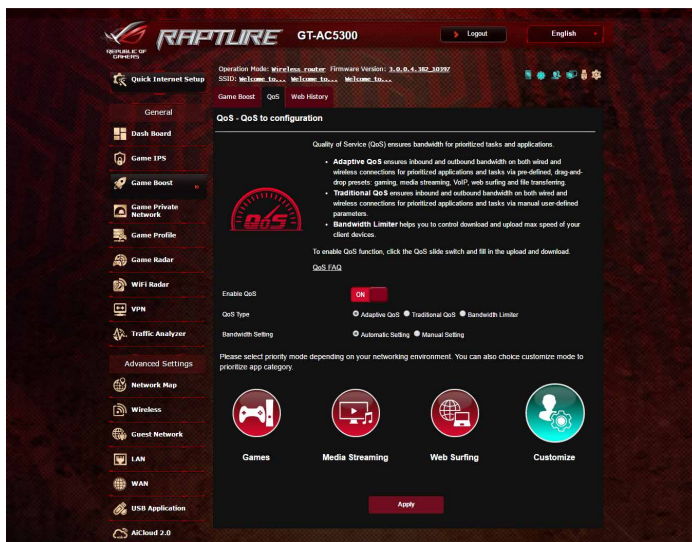 REPUBLIC OF
GAMERS
RAPTURE
GT-AC5300
Logout
English
Quick Internet Setup
Operation Mode: Wireless router Firmware Version: 3.0.0.4.382_10397
SSID: Welcome to... Welcome to... Welcome to...
Game Boost QoS Web History
General
Dash Board
Game IPS
Game Boost
Game Private
Network
Game Profile
Game Radar
WiFi Radar
VPN
Traffic Analyzer
Advanced Settings
Network Map
Wireless
Guest Network
LAN
WAN
USB Application
AiCloud 2.0
QoS - QoS to configuration
QoS
Quality of Service (QoS) ensures bandwidth for prioritized tasks and applications.
• Adaptive QoS ensures inbound and outbound bandwidth on both wired and
wireless connections for prioritized applications and tasks via pre-defined, drag-and-
drop presets: gaming, media streaming, VoIP, web surfing and file transferring.
• Traditional QoS ensures inbound and outbound bandwidth on both wired and
wireless connections for prioritized applications and tasks via manual user-defined
parameters.
• Bandwidth Limiter helps you to control download and upload max speed of your
client devices.
To enable QoS function, click the QoS slide switch and fill in the upload and download.
QoS FAQ
Enable QoS ON
QoS Type Adaptive QoS Traditional QoS Bandwidth Limiter
Bandwidth Setting Automatic Setting Manual Setting
Please select priority mode depending on your networking environment. You can also choice customize mode to
prioritize app category.
Games Media Streaming Web Surfing Customize
Apply